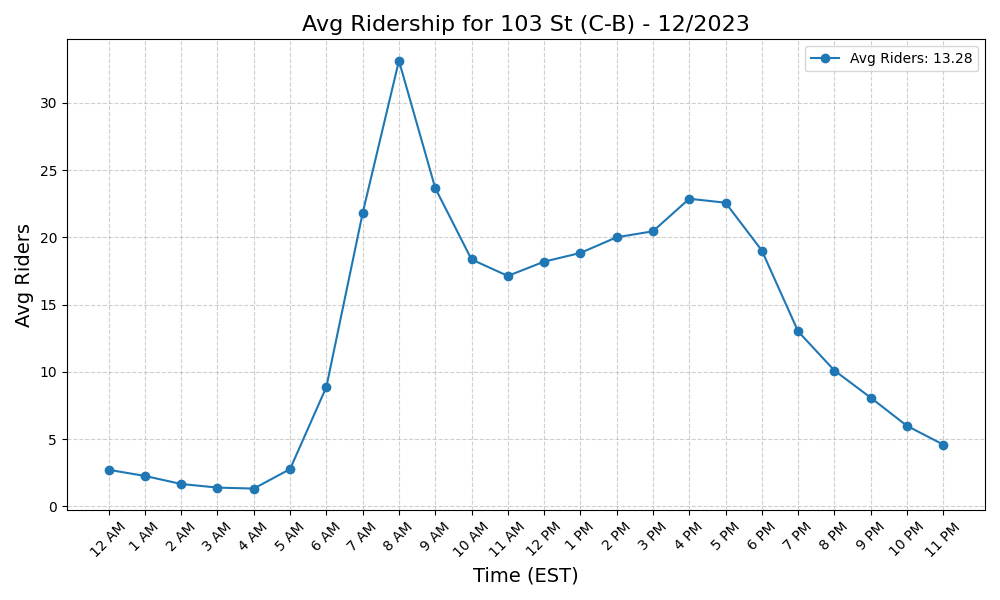 Avg Ridership for 103 St (C-B) - 12/2023
Avg Riders: 13.28
Avg Riders
30
25
20
15
10
5
0
12 AM 1 AM 2 AM 3 AM 4 AM 5 AM 6 AM 7 AM 8 AM 9 AM 10 AM 11 AM 12 PM 1 PM 2 PM 3 PM 4 PM 5 PM 6 PM 7 PM 8 PM 9 PM 10 PM 11 PM
Time (EST)